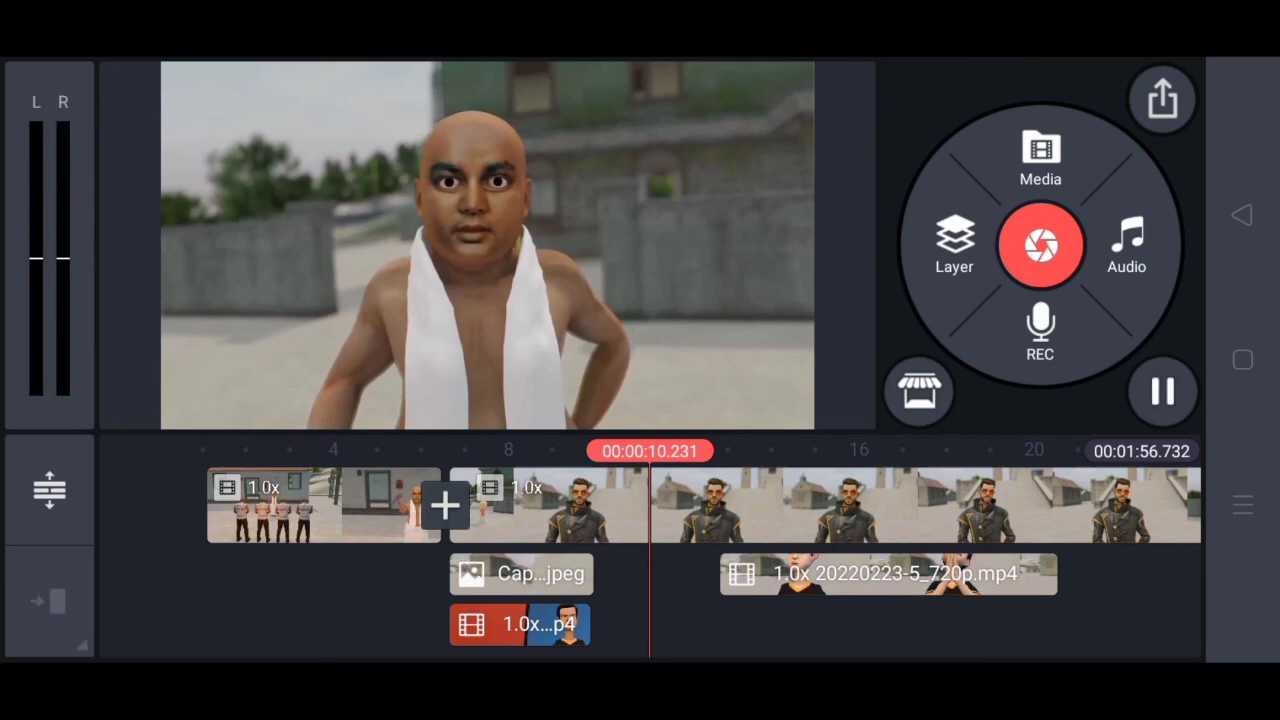 L R
Media
Layer
Audio
REC
4
8
00:00:10.231
16
20
00:01:56.732
1.0x
1.0x
Cap...jpeg
1.0x 20220223-5_720p.mp4
1.0x...p4